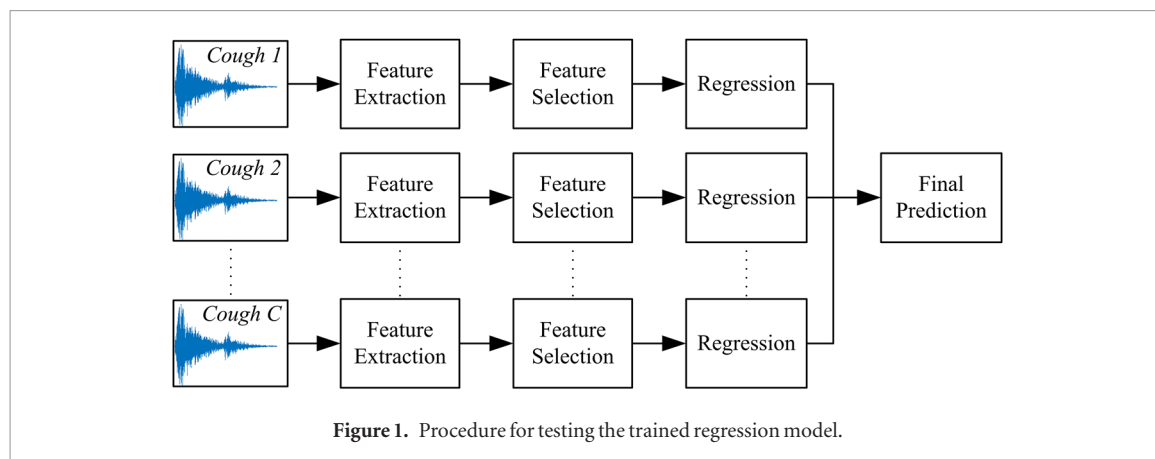 Cough 1
Feature
Extraction
Feature
Selection
Regression
Cough 2
Feature
Extraction
Feature
Selection
Regression
Final
Prediction
Cough C
Feature
Extraction
Feature
Selection
Regression
Figure 1. Procedure for testing the trained regression model.